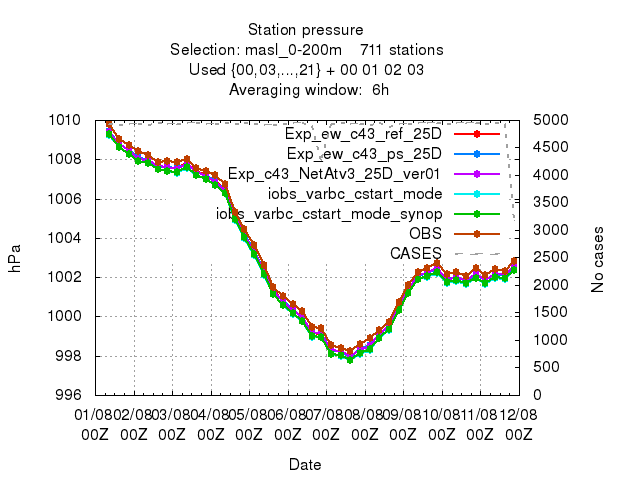 Station pressure
Selection: masl_0-200m    711 stations
Used {00,03,...,21} + 00 01 02 03
Averaging window:  6h
1010
1008
1006
1004
1002
1000
998
996
hPa
Exp_ew_c43_ref_25D
Exp_ew_c43_ps_25D
Exp_c43_NetAtv3_25D_ver01
iobs_varbc_cstart_mode
iobs_varbc_cstart_mode_synop
OBS
CASES
5000
4500
4000
3500
3000
2500
2000
1500
1000
500
0
No cases
01/08 02/08 03/08 04/08 05/08 06/08 07/08 08/08 09/08 10/08 11/08 12/08
00Z 00Z 00Z 00Z 00Z 00Z 00Z 00Z 00Z 00Z 00Z 00Z
Date